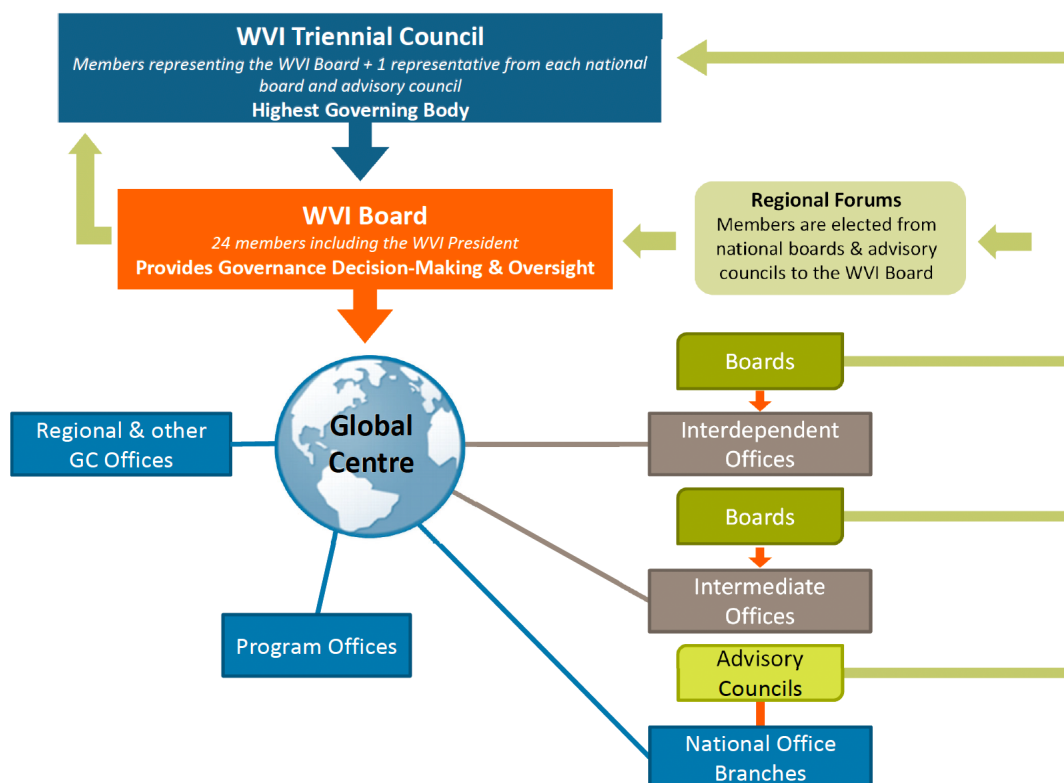 WVI Triennial Council
Members representing the WVI Board + 1 representative from each national
board and advisory council
Highest Governing Body
WVI Board
24 members including the WVI President
Provides Governance Decision-Making & Oversight
Regional Forums
Members are elected from
national boards & advisory
councils to the WVI Board
Boards
Interdependent
Offices
Global
Centre
Regional & other
GC Offices
Boards
Intermediate
Offices
Program Offices
Advisory
Councils
National Office
Branches